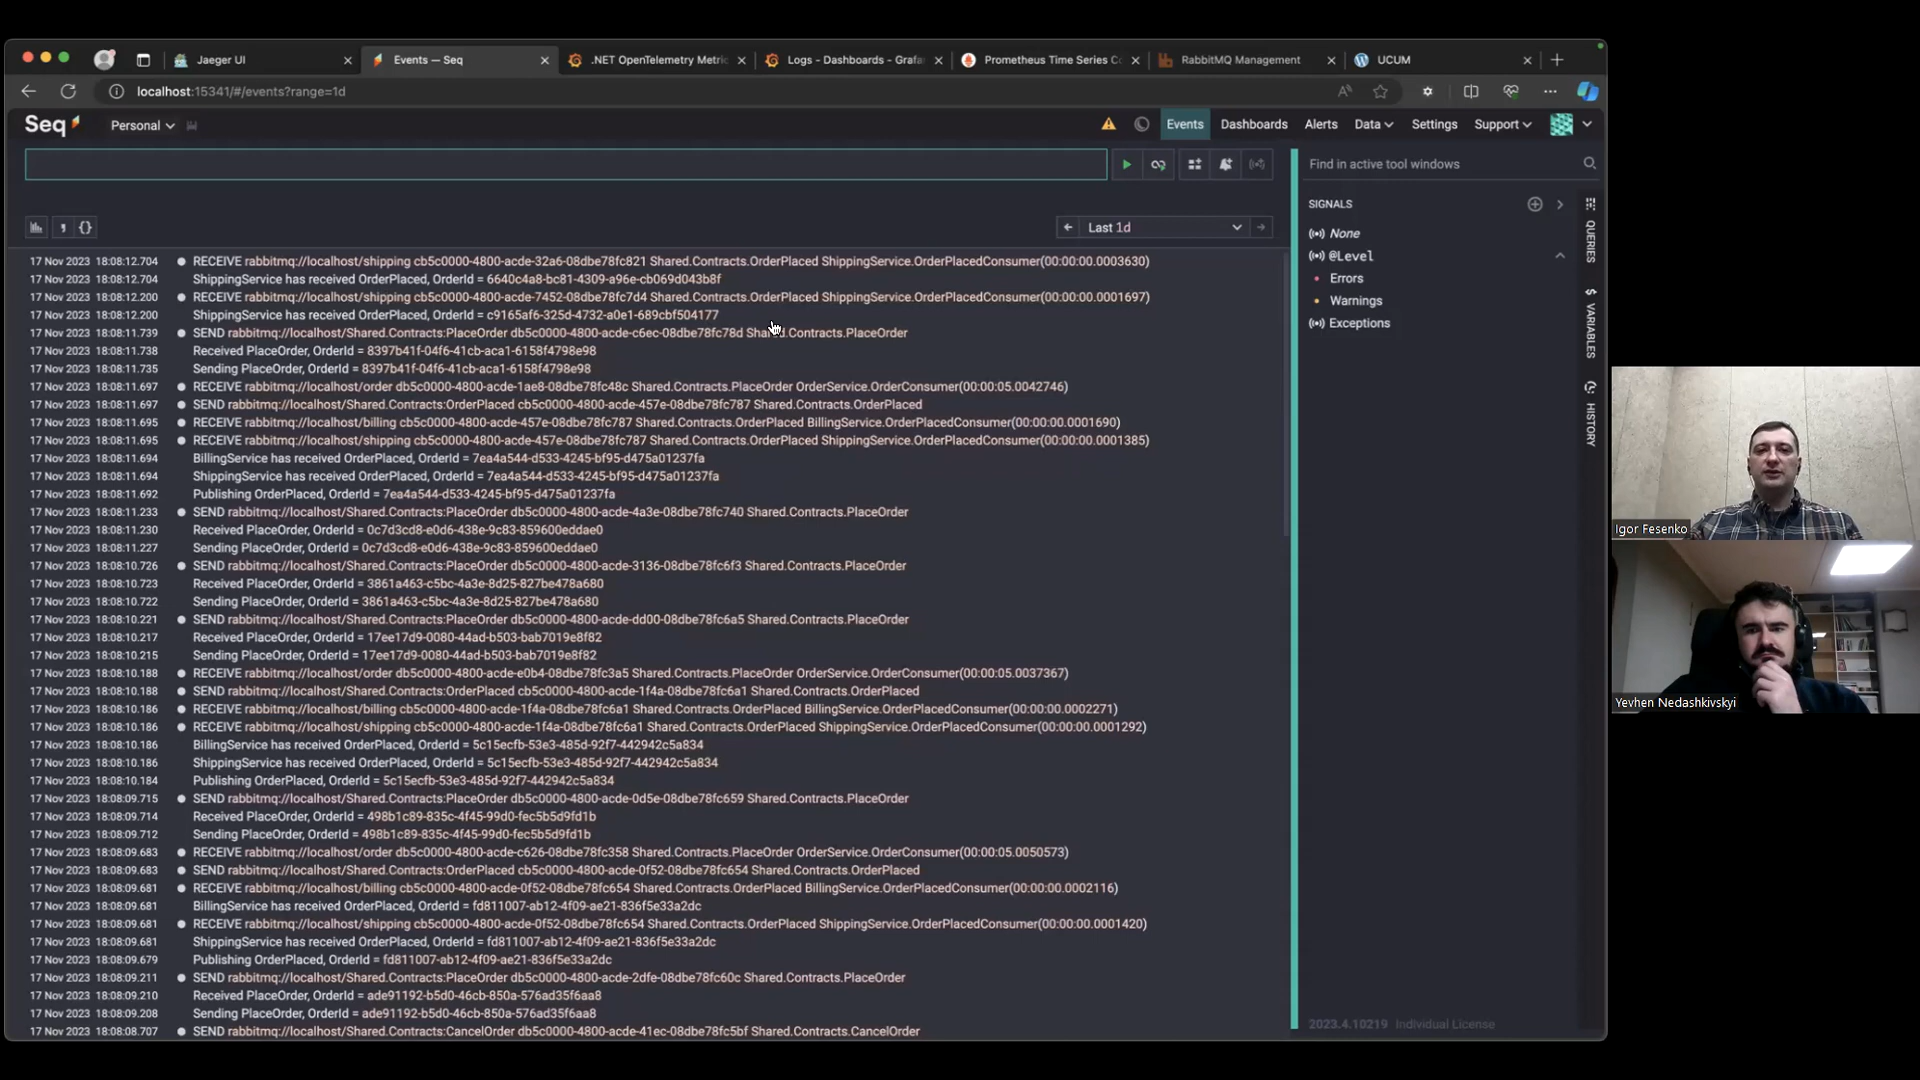 Jaeger UI
Events — Seq
.NET OpenTelemetry Metri
Logs - Dashboards - Grafa
Prometheus Time Series Co
RabbitMQ Management
UCUM
localhost:15341/#/events?range=1d
Seq
Personal
Events
Dashboards
Alerts
Data
Settings
Support
Find in active tool windows
Last 1d
SIGNALS
None
@Level
Errors
Warnings
Exceptions
QUERIES
VARIABLES
HISTORY
17 Nov 2023 18:08:12.704 RECEIVE rabbitmq://localhost/shipping cb5c0000-4800-acde-32a6-08dbe78fc821 Shared.Contracts.OrderPlaced ShippingService.OrderPlacedConsumer(00:00:00.0003630)
17 Nov 2023 18:08:12.704 ShippingService has received OrderPlaced, OrderId = 6640c4a8-bc81-4309-a96e-cb069d043b8f
17 Nov 2023 18:08:12.200 RECEIVE rabbitmq://localhost/shipping cb5c0000-4800-acde-7452-08dbe78fc7d4 Shared.Contracts.OrderPlaced ShippingService.OrderPlacedConsumer(00:00:00.0001697)
17 Nov 2023 18:08:12.200 ShippingService has received OrderPlaced, OrderId = c9165af6-325d-4732-a0e1-689cbf504177
17 Nov 2023 18:08:11.739 SEND rabbitmq://localhost/Shared.Contracts:PlaceOrder db5c0000-4800-acde-c6ec-08dbe78fc78d Shared.Contracts.PlaceOrder
17 Nov 2023 18:08:11.738 Received PlaceOrder, OrderId = 8397b41f-04f6-41cb-aca1-6158f4798e98
17 Nov 2023 18:08:11.735 Sending PlaceOrder, OrderId = 8397b41f-04f6-41cb-aca1-6158f4798e98
17 Nov 2023 18:08:11.697 RECEIVE rabbitmq://localhost/order db5c0000-4800-acde-1ae8-08dbe78fc48c Shared.Contracts.PlaceOrder OrderService.OrderConsumer(00:00:05.0042746)
17 Nov 2023 18:08:11.697 SEND rabbitmq://localhost/Shared.Contracts:OrderPlaced cb5c0000-4800-acde-457e-08dbe78fc787 Shared.Contracts.OrderPlaced
17 Nov 2023 18:08:11.695 RECEIVE rabbitmq://localhost/billing cb5c0000-4800-acde-457e-08dbe78fc787 Shared.Contracts.OrderPlaced BillingService.OrderPlacedConsumer(00:00:00.0001690)
17 Nov 2023 18:08:11.695 RECEIVE rabbitmq://localhost/shipping cb5c0000-4800-acde-457e-08dbe78fc787 Shared.Contracts.OrderPlaced ShippingService.OrderPlacedConsumer(00:00:00.0001385)
17 Nov 2023 18:08:11.694 BillingService has received OrderPlaced, OrderId = 7ea4a544-d533-4245-bf95-d475a01237fa
17 Nov 2023 18:08:11.694 ShippingService has received OrderPlaced, OrderId = 7ea4a544-d533-4245-bf95-d475a01237fa
17 Nov 2023 18:08:11.692 Publishing OrderPlaced, OrderId = 7ea4a544-d533-4245-bf95-d475a01237fa
17 Nov 2023 18:08:11.233 SEND rabbitmq://localhost/Shared.Contracts:PlaceOrder db5c0000-4800-acde-4a3e-08dbe78fc740 Shared.Contracts.PlaceOrder
17 Nov 2023 18:08:11.230 Received PlaceOrder, OrderId = 0c7d3cd8-e0d6-438e-9c83-859600eddae0
17 Nov 2023 18:08:11.227 Sending PlaceOrder, OrderId = 0c7d3cd8-e0d6-438e-9c83-859600eddae0
17 Nov 2023 18:08:10.726 SEND rabbitmq://localhost/Shared.Contracts:PlaceOrder db5c0000-4800-acde-3136-08dbe78fc6f3 Shared.Contracts.PlaceOrder
17 Nov 2023 18:08:10.723 Received PlaceOrder, OrderId = 3861a463-c5bc-4a3e-8d25-827be478a680
17 Nov 2023 18:08:10.722 Sending PlaceOrder, OrderId = 3861a463-c5bc-4a3e-8d25-827be478a680
17 Nov 2023 18:08:10.221 SEND rabbitmq://localhost/Shared.Contracts:PlaceOrder db5c0000-4800-acde-dd00-08dbe78fc6a5 Shared.Contracts.PlaceOrder
17 Nov 2023 18:08:10.217 Received PlaceOrder, OrderId = 17ee17d9-0080-44ad-b503-bab7019e8f82
17 Nov 2023 18:08:10.215 Sending PlaceOrder, OrderId = 17ee17d9-0080-44ad-b503-bab7019e8f82
17 Nov 2023 18:08:10.188 RECEIVE rabbitmq://localhost/order db5c0000-4800-acde-e0b4-08dbe78fc3a5 Shared.Contracts.PlaceOrder OrderService.OrderConsumer(00:00:05.0037367)
17 Nov 2023 18:08:10.188 SEND rabbitmq://localhost/Shared.Contracts:OrderPlaced cb5c0000-4800-acde-1f4a-08dbe78fc6a1 Shared.Contracts.OrderPlaced
17 Nov 2023 18:08:10.186 RECEIVE rabbitmq://localhost/billing cb5c0000-4800-acde-1f4a-08dbe78fc6a1 Shared.Contracts.OrderPlaced BillingService.OrderPlacedConsumer(00:00:00.0002271)
17 Nov 2023 18:08:10.186 RECEIVE rabbitmq://localhost/shipping cb5c0000-4800-acde-1f4a-08dbe78fc6a1 Shared.Contracts.OrderPlaced ShippingService.OrderPlacedConsumer(00:00:00.0001292)
17 Nov 2023 18:08:10.186 BillingService has received OrderPlaced, OrderId = 5c15ecfb-53e3-485d-92f7-442942c5a834
17 Nov 2023 18:08:10.186 ShippingService has received OrderPlaced, OrderId = 5c15ecfb-53e3-485d-92f7-442942c5a834
17 Nov 2023 18:08:10.184 Publishing OrderPlaced, OrderId = 5c15ecfb-53e3-485d-92f7-442942c5a834
17 Nov 2023 18:08:09.715 SEND rabbitmq://localhost/Shared.Contracts:PlaceOrder db5c0000-4800-acde-0d5e-08dbe78fc659 Shared.Contracts.PlaceOrder
17 Nov 2023 18:08:09.714 Received PlaceOrder, OrderId = 498b1c89-835c-4f45-99d0-fec5b5d9fd1b
17 Nov 2023 18:08:09.712 Sending PlaceOrder, OrderId = 498b1c89-835c-4f45-99d0-fec5b5d9fd1b
17 Nov 2023 18:08:09.683 RECEIVE rabbitmq://localhost/order db5c0000-4800-acde-c626-08dbe78fc358 Shared.Contracts.PlaceOrder OrderService.OrderConsumer(00:00:05.0050573)
17 Nov 2023 18:08:09.683 SEND rabbitmq://localhost/Shared.Contracts:OrderPlaced cb5c0000-4800-acde-0f52-08dbe78fc654 Shared.Contracts.OrderPlaced
17 Nov 2023 18:08:09.681 RECEIVE rabbitmq://localhost/billing cb5c0000-4800-acde-0f52-08dbe78fc654 Shared.Contracts.OrderPlaced BillingService.OrderPlacedConsumer(00:00:00.0002116)
17 Nov 2023 18:08:09.681 BillingService has received OrderPlaced, OrderId = fd811007-ab12-4f09-ae21-836f5e33a2dc
17 Nov 2023 18:08:09.681 RECEIVE rabbitmq://localhost/shipping cb5c0000-4800-acde-0f52-08dbe78fc654 Shared.Contracts.OrderPlaced ShippingService.OrderPlacedConsumer(00:00:00.0001420)
17 Nov 2023 18:08:09.681 ShippingService has received OrderPlaced, OrderId = fd811007-ab12-4f09-ae21-836f5e33a2dc
17 Nov 2023 18:08:09.679 Publishing OrderPlaced, OrderId = fd811007-ab12-4f09-ae21-836f5e33a2dc
17 Nov 2023 18:08:09.211 SEND rabbitmq://localhost/Shared.Contracts:PlaceOrder db5c0000-4800-acde-2dfe-08dbe78fc60c Shared.Contracts.PlaceOrder
17 Nov 2023 18:08:09.210 Received PlaceOrder, OrderId = ade91192-b5d0-46cb-850a-576ad35f6aa8
17 Nov 2023 18:08:09.208 Sending PlaceOrder, OrderId = ade91192-b5d0-46cb-850a-576ad35f6aa8
17 Nov 2023 18:08:08.707 SEND rabbitmq://localhost/Shared.Contracts:CancelOrder db5c0000-4800-acde-41ec-08dbe78fc5bf Shared.Contracts.CancelOrder
2023.4.10219 Individual License
Igor Fesenko
Yevhen Nedashkivskyi